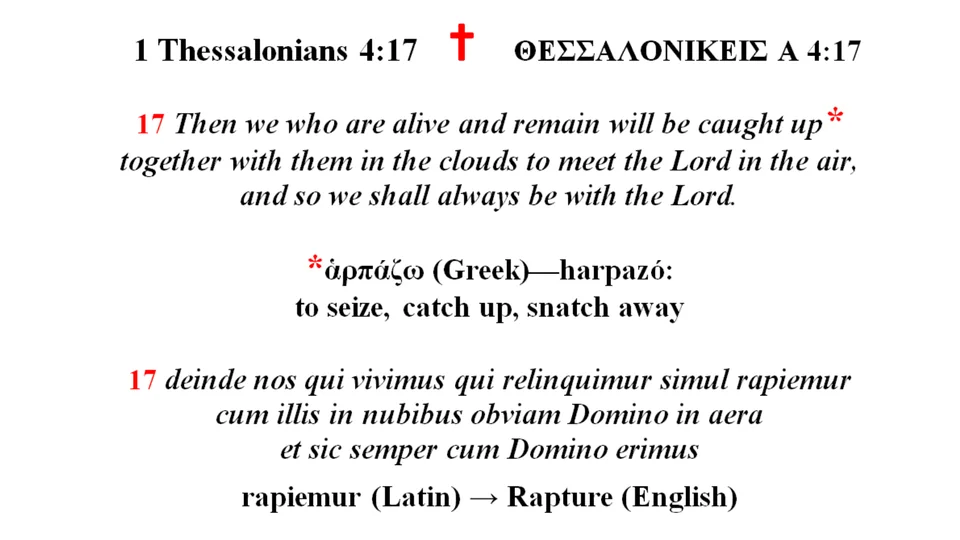 1 Thessalonians 4:17 ✝ ΘΕΣΣΑΛΟΝΙΚΕΙΣ Α 4:17
17 Then we who are alive and remain will be caught up*
together with them in the clouds to meet the Lord in the air,
and so we shall always be with the Lord.
*ἁρπάζω (Greek)—harpazó:
to seize, catch up, snatch away
17 deinde nos qui vivimus qui relinquimur simul rapiemur
cum illis in nubibus obviam Domino in aera
et sic semper cum Domino erimus
rapiemur (Latin) → Rapture (English)